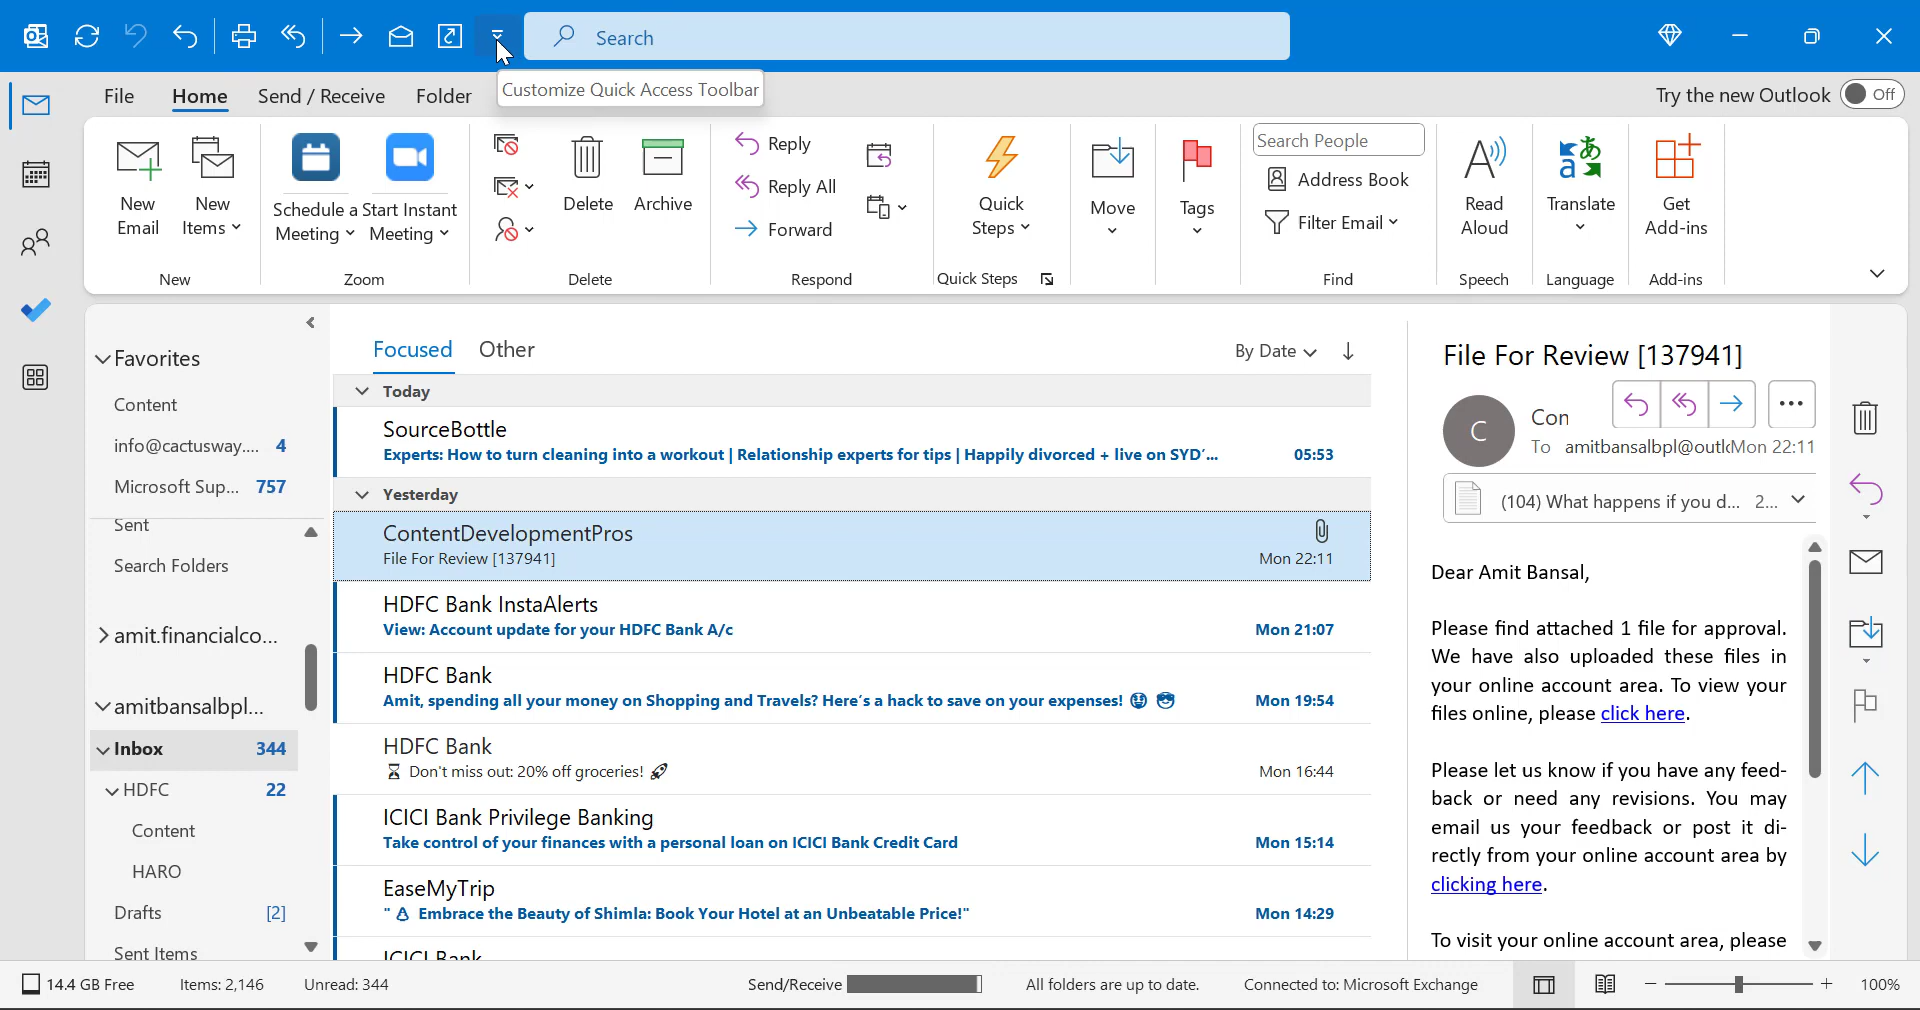 Search
Customize Quick Access Toolbar
File Home Send / Receive Folder
Try the new Outlook Off
New Email
New Items
New
Schedule a Meeting
Start Instant Meeting
Zoom
Delete
Archive
Delete
Reply
Reply All
Forward
Respond
Quick Steps
Quick Steps
Move
Tags
Search People
Address Book
Filter Email
Find
Read Aloud
Speech
Translate
Language
Get Add-ins
Add-ins
Favorites
Content
info@cactusway.... 4
Microsoft Sup... 757
Sent
Search Folders
amit.financialco...
amitbansalbpl...
Inbox 344
HDFC 22
Content
HARO
Drafts [2]
Sent Items
Focused Other
By Date
Today
SourceBottle
Experts: How to turn cleaning into a workout | Relationship experts for tips | Happily divorced + live on SYD'... 05:53
Yesterday
ContentDevelopmentPros
File For Review [137941] Mon 22:11
HDFC Bank InstaAlerts
View: Account update for your HDFC Bank A/c Mon 21:07
HDFC Bank
Amit, spending all your money on Shopping and Travels? Here's a hack to save on your expenses! 🤑 😎 Mon 19:54
HDFC Bank
⌛ Don't miss out: 20% off groceries! 🚀 Mon 16:44
ICICI Bank Privilege Banking
Take control of your finances with a personal loan on ICICI Bank Credit Card Mon 15:14
EaseMyTrip
" Embrace the Beauty of Shimla: Book Your Hotel at an Unbeatable Price!" Mon 14:29
ICICI Bank
File For Review [137941]
C
Con
To amitbansalbpl@outl Mon 22:11
(104) What happens if you d... 2...
Dear Amit Bansal,
Please find attached 1 file for approval.
We have also uploaded these files in
your online account area. To view your
files online, please click here.
Please let us know if you have any feed-
back or need any revisions. You may
email us your feedback or post it di-
rectly from your online account area by
clicking here.
To visit your online account area, please
14.4 GB Free Items: 2,146 Unread: 344 Send/Receive All folders are up to date. Connected to: Microsoft Exchange 100%